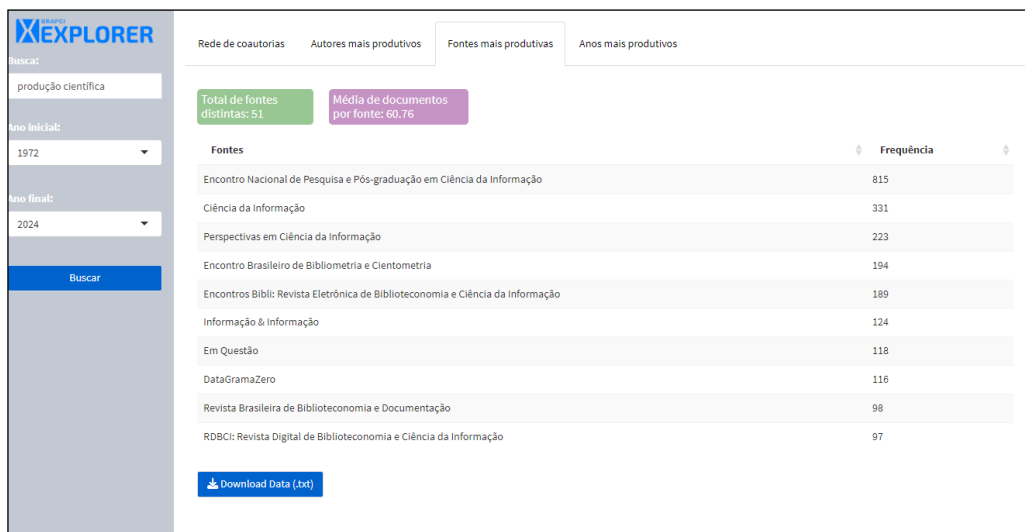 BRAPCI
EXPLORER
Busca:
produção científica
Ano inicial:
1972
Ano final:
2024
Buscar
Rede de coautorias Autores mais produtivos Fontes mais produtivas Anos mais produtivos
Total de fontes
distintas: 51
Média de documentos
por fonte: 60.76
Fontes Frequência
Encontro Nacional de Pesquisa e Pós-graduação em Ciência da Informação 815
Ciência da Informação 331
Perspectivas em Ciência da Informação 223
Encontro Brasileiro de Bibliometria e Cientometria 194
Encontros Bibli: Revista Eletrônica de Biblioteconomia e Ciência da Informação 189
Informação & Informação 124
Em Questão 118
DataGramaZero 116
Revista Brasileira de Biblioteconomia e Documentação 98
RDBCI: Revista Digital de Biblioteconomia e Ciência da Informação 97
Download Data (.txt)